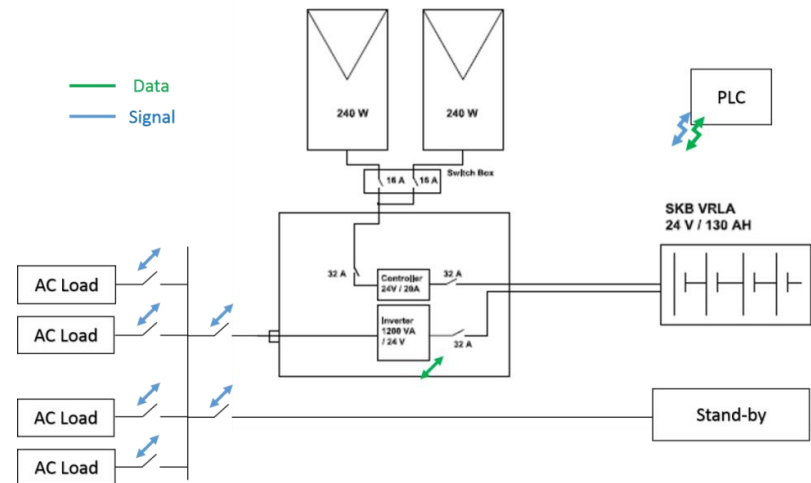 240 W
240 W
Data
Signal
PLC
16 A
16 A
Switch Box
SKB VRLA
24 V / 130 AH
32 A
Controller
24V / 20A
32 A
Inverter
1200 VA
/ 24 V
32 A
AC Load
AC Load
AC Load
AC Load
Stand-by